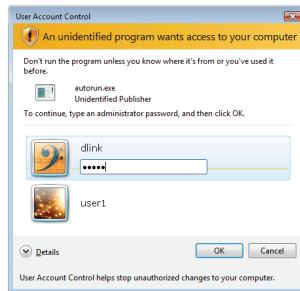 User Account Control
An unidentified program wants access to your computer
Don't run the program unless you know where it's from or you've used it
before.
autorun.exe
Unidentified Publisher
To continue, type an administrator password, and then click OK.
dlink
•••••
user1
Details
OK
Cancel
User Account Control helps stop unauthorized changes to your computer.